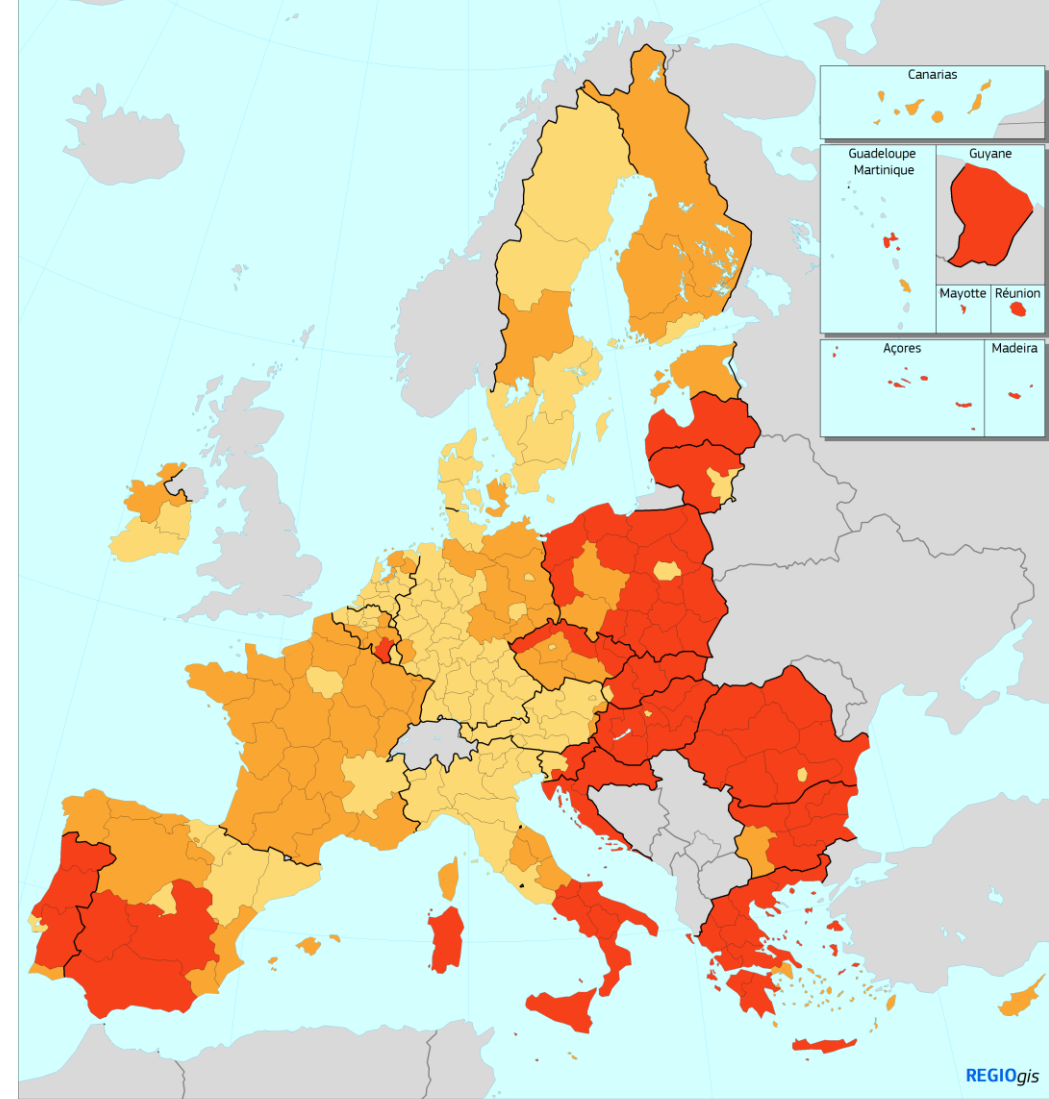 Canarias
Guadeloupe
Martinique
Guyane
Mayotte
Réunion
Açores
Madeira
REGIOgis